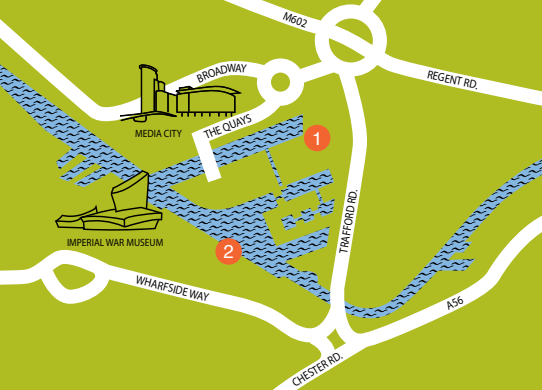 M602
REGENT RD.
BROADWAY
THE QUAYS
MEDIA CITY
1
TRAFFORD RD.
IMPERIAL WAR MUSEUM
2
WHARFSIDE WAY
A56
CHESTER RD.